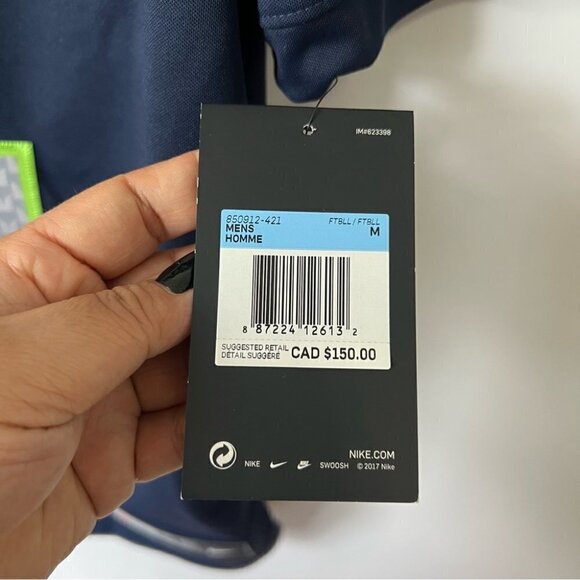 IM#623398
850912-421 FTBLL / FTBLL
MENS M
HOMME
8 87224 12613 2
SUGGESTED RETAIL
DÉTAIL SUGGÉRÉ CAD $150.00
NIKE.COM
NIKE SWOOSH © 2017 Nike